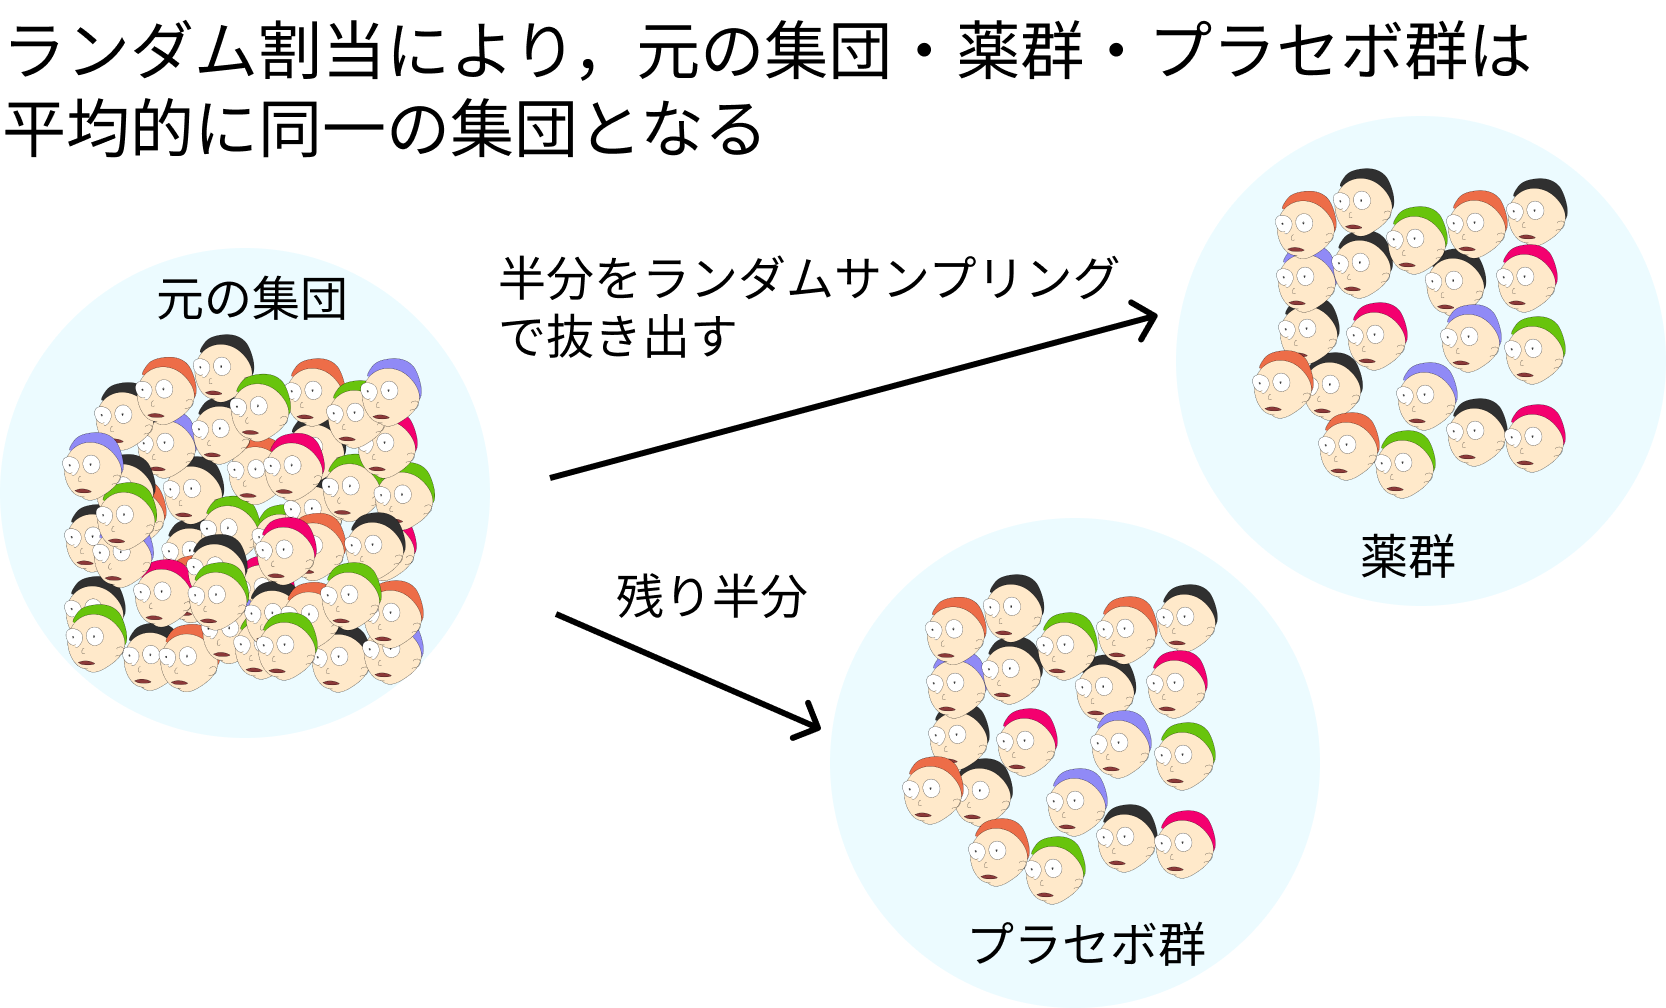 ランダム割当により，元の集団・薬群・プラセボ群は
平均的に同一の集団となる
元の集団
半分をランダムサンプリング
で抜き出す
薬群
残り半分
プラセボ群